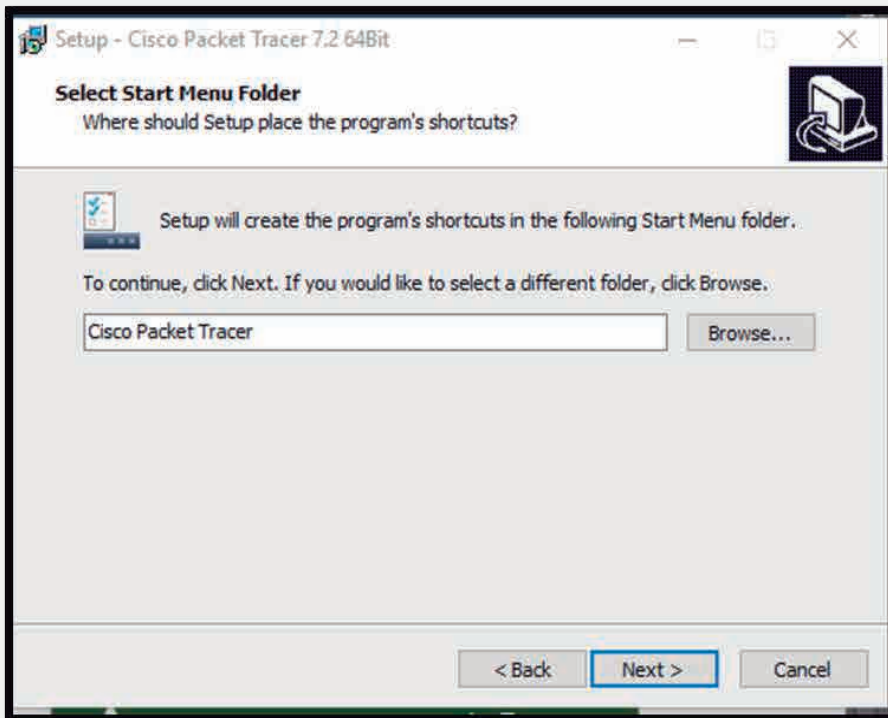 Setup - Cisco Packet Tracer 7.2 64Bit
Select Start Menu Folder
Where should Setup place the program's shortcuts?
Setup will create the program's shortcuts in the following Start Menu folder.
To continue, click Next. If you would like to select a different folder, click Browse.
Cisco Packet Tracer
Browse...
< Back
Next >
Cancel